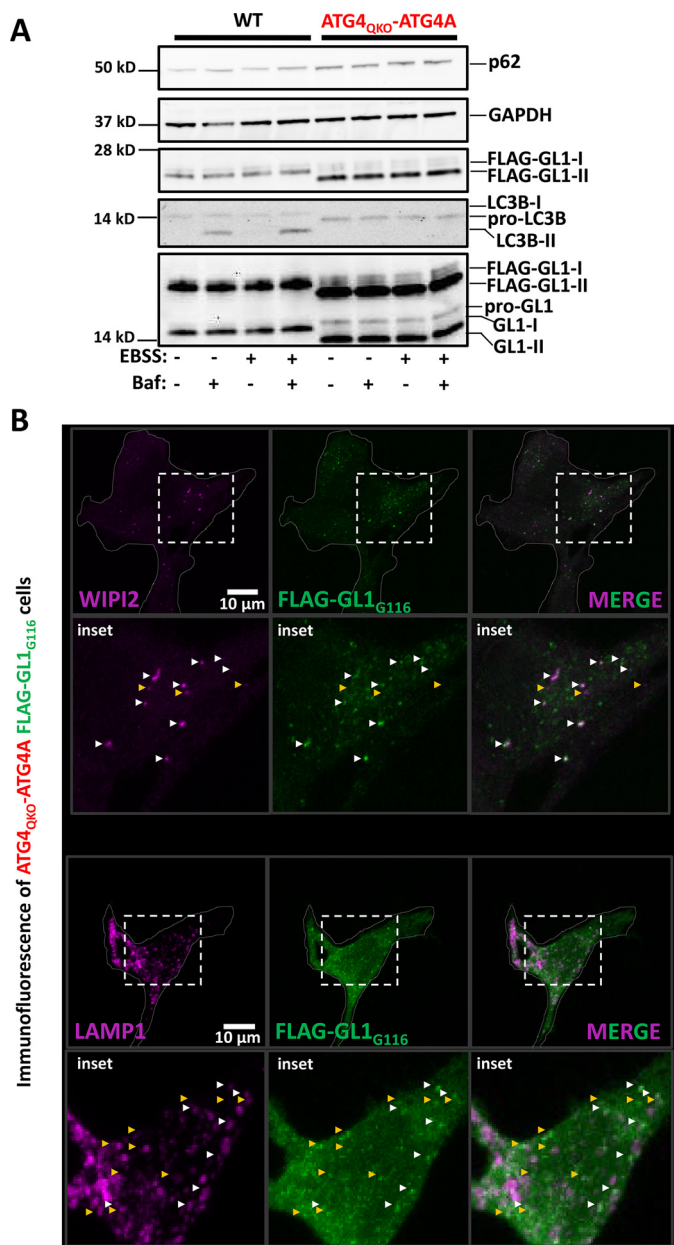 A
WT
ATG4QKO-ATG4A
50 kD
p62
37 kD
GAPDH
28 kD
FLAG-GL1-I
FLAG-GL1-II
14 kD
LC3B-I
pro-LC3B
LC3B-II
FLAG-GL1-I
FLAG-GL1-II
pro-GL1
GL1-I
14 kD
GL1-II
EBSS: - - + + - - + +
Baf: - + - + - + - +
B
Immunofluorescence of ATG4QKO-ATG4A FLAG-GL1G116 cells
WIPI2
10 µm
FLAG-GL1G116
MERGE
inset
inset
inset
LAMP1
10 µm
FLAG-GL1G116
MERGE
inset
inset
inset